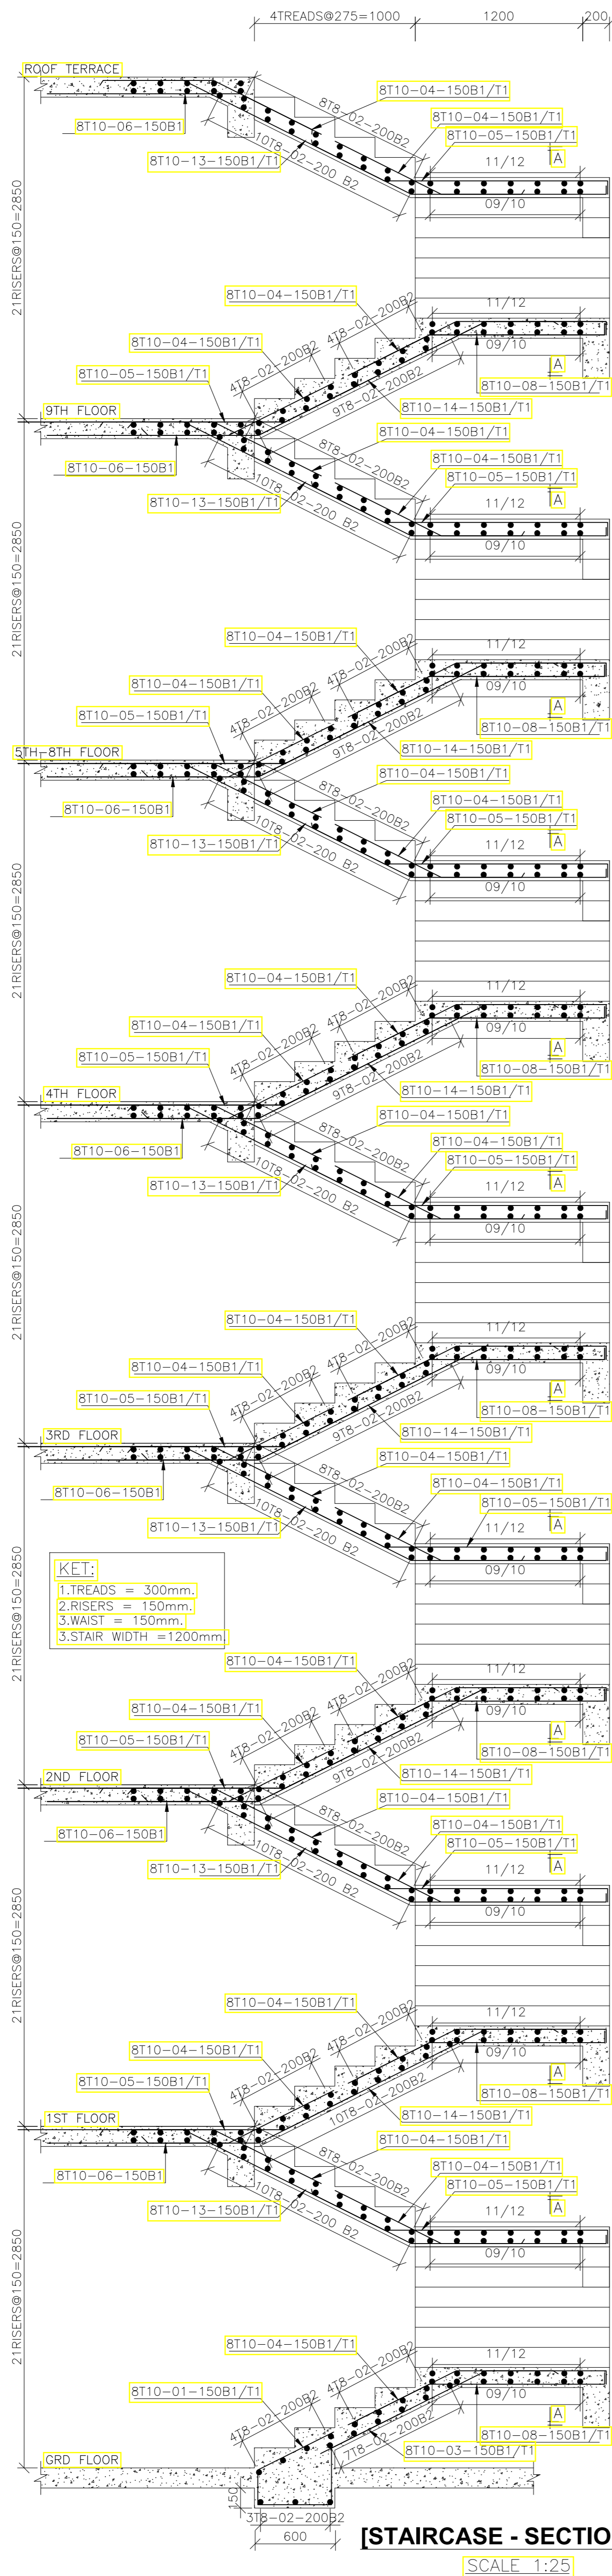 4TREADS@275=1000
1200
200
ROOF TERRACE
8T10-04-150B1/T1
8T8-02-200B2
8T10-04-150B1/T1
8T10-06-150B1
8T10-05-150B1/T1
10T8-02-200 B2
11/12
8T10-13-150B1/T1
A
09/10
21RISERS@150=2850
8T10-04-150B1/T1
11/12
4T8-02-200B2
8T10-04-150B1/T1
09/10
A
8T10-05-150B1/T1
4T8-02-200B2
8T10-08-150B1/T1
9T8-02-200B2
8T10-14-150B1/T1
9TH FLOOR
8T10-04-150B1/T1
8T8-02-200B2
8T10-04-150B1/T1
8T10-06-150B1
8T10-05-150B1/T1
10T8-02-200 B2
11/12
8T10-13-150B1/T1
A
09/10
21RISERS@150=2850
8T10-04-150B1/T1
11/12
4T8-02-200B2
8T10-04-150B1/T1
09/10
A
8T10-05-150B1/T1
4T8-02-200B2
8T10-08-150B1/T1
9T8-02-200B2
8T10-14-150B1/T1
5TH-8TH FLOOR
8T10-04-150B1/T1
8T8-02-200B2
8T10-04-150B1/T1
8T10-06-150B1
8T10-05-150B1/T1
10T8-02-200 B2
11/12
8T10-13-150B1/T1
A
09/10
21RISERS@150=2850
8T10-04-150B1/T1
11/12
4T8-02-200B2
8T10-04-150B1/T1
09/10
A
8T10-05-150B1/T1
4T8-02-200B2
8T10-08-150B1/T1
9T8-02-200B2
8T10-14-150B1/T1
4TH FLOOR
8T10-04-150B1/T1
8T8-02-200B2
8T10-04-150B1/T1
8T10-06-150B1
8T10-05-150B1/T1
10T8-02-200 B2
11/12
8T10-13-150B1/T1
A
09/10
21RISERS@150=2850
8T10-04-150B1/T1
11/12
4T8-02-200B2
8T10-04-150B1/T1
09/10
A
8T10-05-150B1/T1
4T8-02-200B2
8T10-08-150B1/T1
9T8-02-200B2
8T10-14-150B1/T1
3RD FLOOR
8T10-04-150B1/T1
8T8-02-200B2
8T10-04-150B1/T1
8T10-06-150B1
8T10-05-150B1/T1
10T8-02-200 B2
11/12
8T10-13-150B1/T1
A
09/10
KET:
1.TREADS = 300mm.
2.RISERS = 150mm.
3.WAIST = 150mm.
3.STAIR WIDTH =1200mm.
21RISERS@150=2850
8T10-04-150B1/T1
11/12
4T8-02-200B2
8T10-04-150B1/T1
09/10
A
8T10-05-150B1/T1
4T8-02-200B2
8T10-08-150B1/T1
9T8-02-200B2
8T10-14-150B1/T1
2ND FLOOR
8T10-04-150B1/T1
8T8-02-200B2
8T10-04-150B1/T1
8T10-06-150B1
8T10-05-150B1/T1
10T8-02-200 B2
11/12
8T10-13-150B1/T1
A
09/10
21RISERS@150=2850
8T10-04-150B1/T1
11/12
4T8-02-200B2
8T10-04-150B1/T1
09/10
A
8T10-05-150B1/T1
4T8-02-200B2
8T10-08-150B1/T1
10T8-02-200B2
8T10-14-150B1/T1
1ST FLOOR
8T10-04-150B1/T1
8T8-02-200B2
8T10-04-150B1/T1
8T10-06-150B1
8T10-05-150B1/T1
10T8-02-200 B2
11/12
8T10-13-150B1/T1
A
09/10
21RISERS@150=2850
8T10-04-150B1/T1
11/12
4T8-02-200B2
8T10-01-150B1/T1
09/10
A
4T8-02-200B2
8T10-08-150B1/T1
7T8-02-200B2
8T10-03-150B1/T1
GRD FLOOR
150
3T8-02-200B2
600
[STAIRCASE - SECTIO
SCALE 1:25